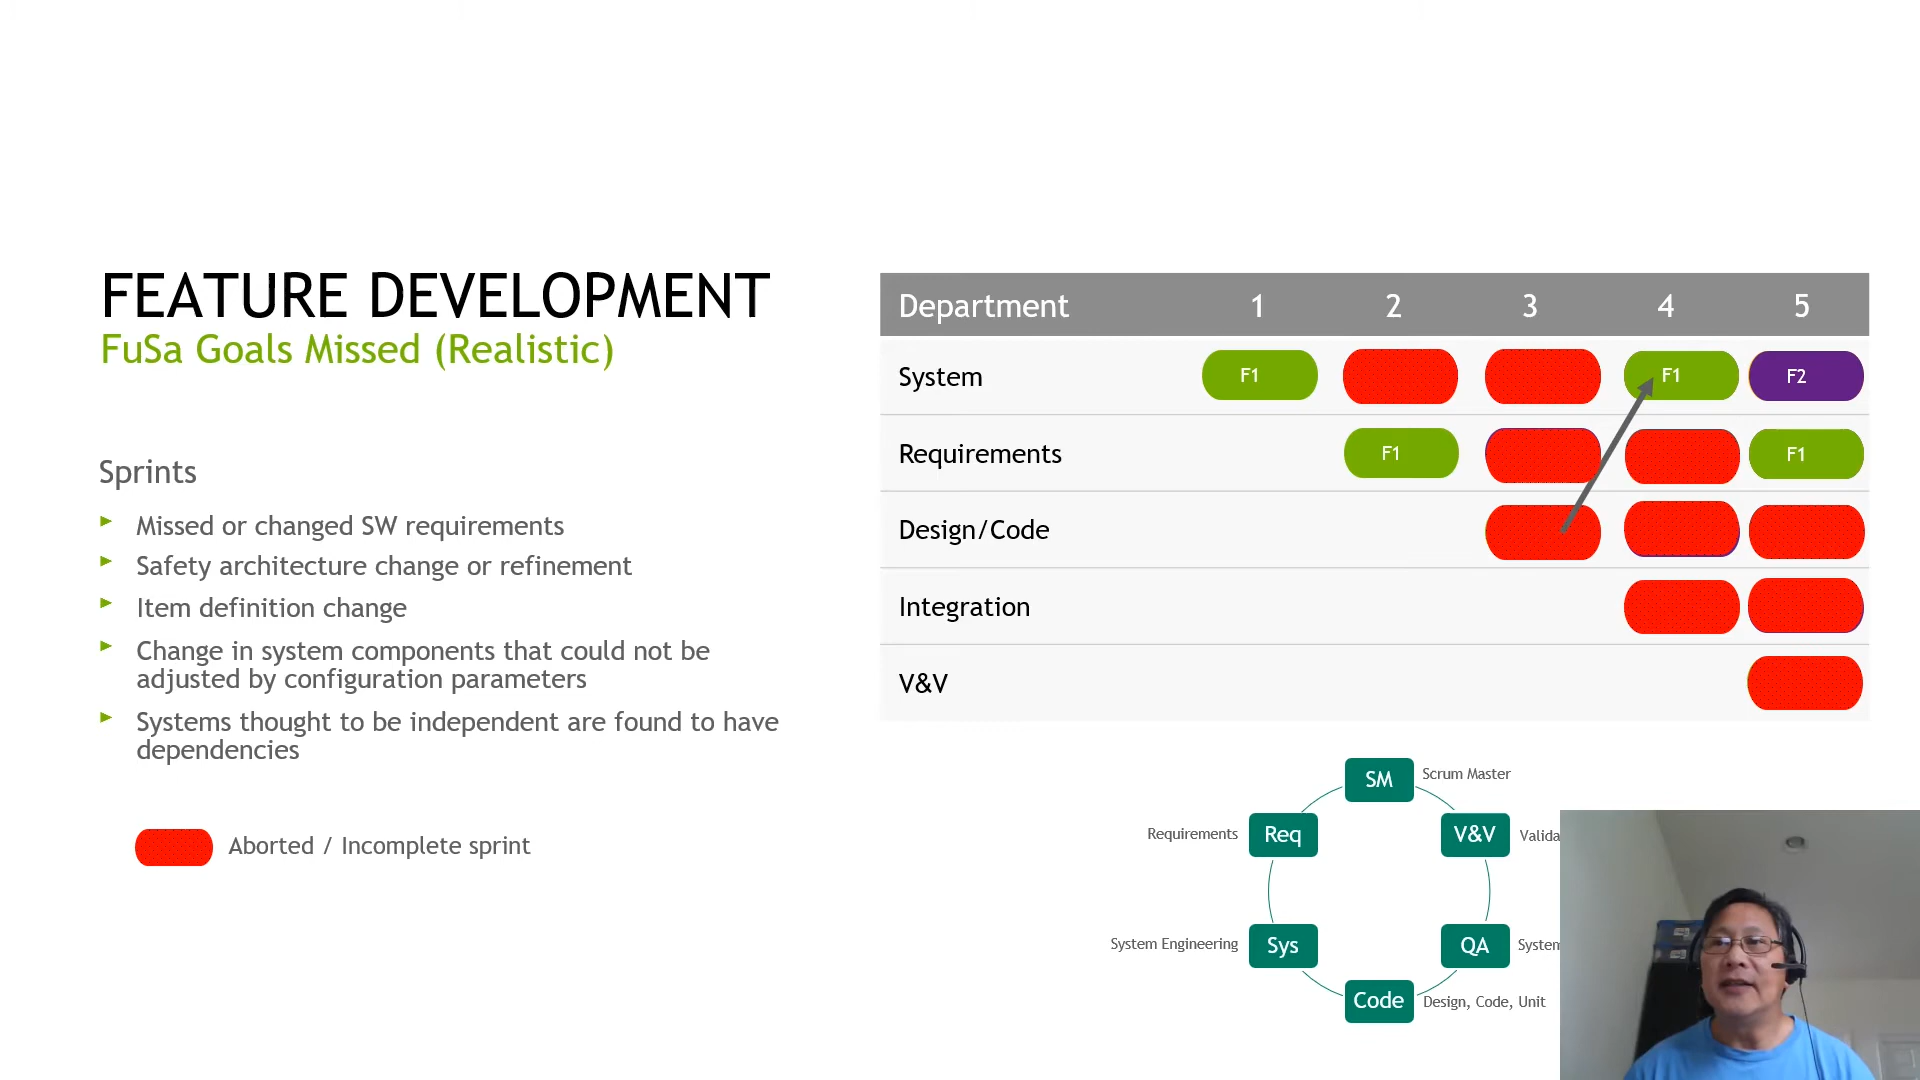 FEATURE DEVELOPMENT
FuSa Goals Missed (Realistic)
Sprints
Missed or changed SW requirements
Safety architecture change or refinement
Item definition change
Change in system components that could not be
adjusted by configuration parameters
Systems thought to be independent are found to have
dependencies
Aborted / Incomplete sprint
Department 1 2 3 4 5
System F1 F1 F2
Requirements F1 F1
Design/Code
Integration
V&V
SM Scrum Master
Requirements Req V&V Valida
System Engineering Sys QA System
Code Design, Code, Unit